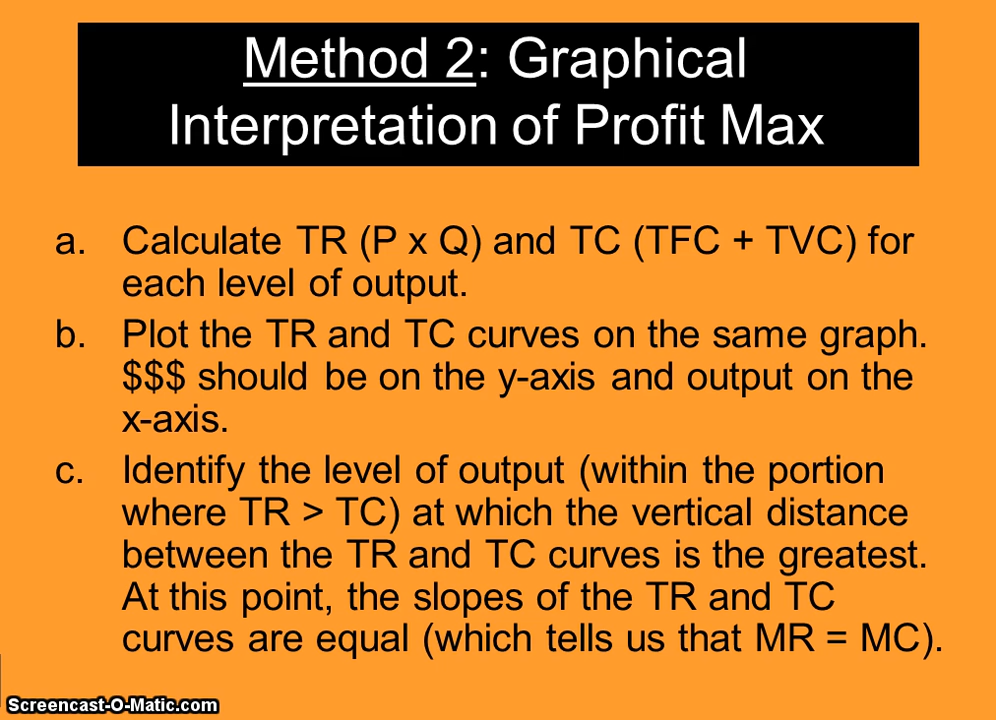 Method 2: Graphical
Interpretation of Profit Max
a. Calculate TR (P x Q) and TC (TFC + TVC) for
each level of output.
b. Plot the TR and TC curves on the same graph.
$$$ should be on the y-axis and output on the
x-axis.
c. Identify the level of output (within the portion
where TR > TC) at which the vertical distance
between the TR and TC curves is the greatest.
At this point, the slopes of the TR and TC
curves are equal (which tells us that MR = MC).
Screencast-O-Matic.com